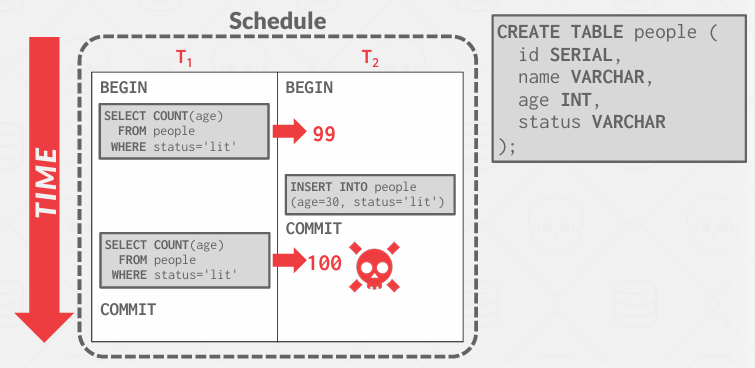 Schedule
TIME
T₁
T₂
BEGIN
BEGIN
SELECT COUNT(age)
FROM people
WHERE status='lit'
99
INSERT INTO people
(age=30, status='lit')
COMMIT
SELECT COUNT(age)
FROM people
WHERE status='lit'
100
COMMIT
CREATE TABLE people (
id SERIAL,
name VARCHAR,
age INT,
status VARCHAR
);